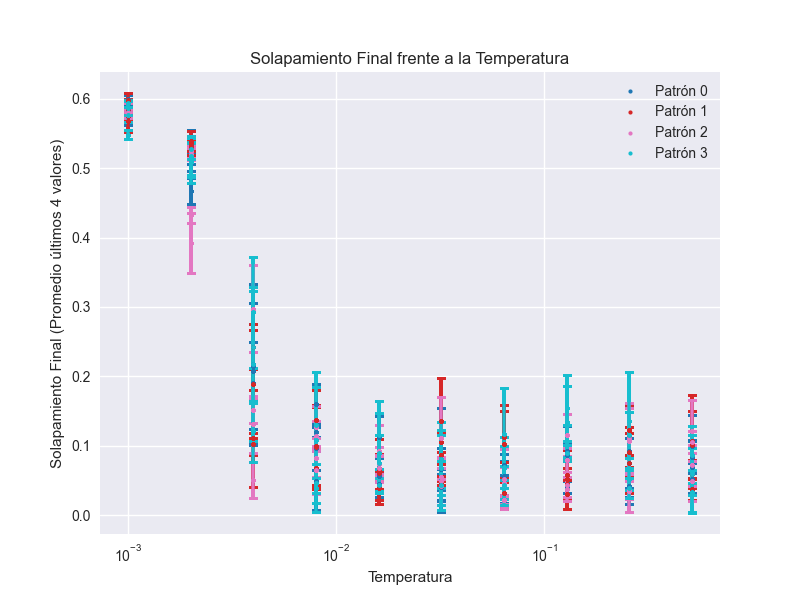 Solapamiento Final frente a la Temperatura
Patrón 0
Patrón 1
Patrón 2
Patrón 3
Solapamiento Final (Promedio últimos 4 valores)
0.6
0.5
0.4
0.3
0.2
0.1
0.0
10⁻³
10⁻²
10⁻¹
Temperatura